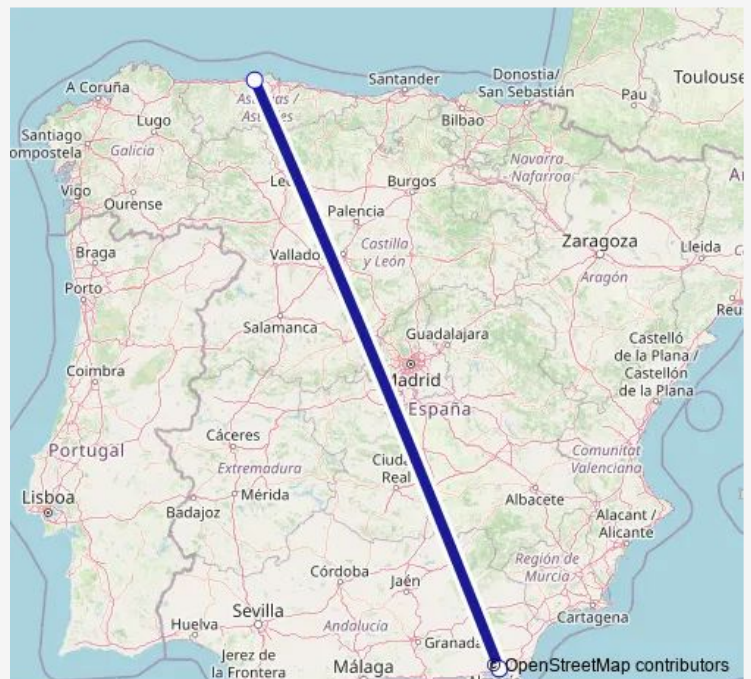 A Coruña
Santander
Donostia/
San Sebastián
Toulouse
Pau
Lugo
Asturias /
Bilbao
Santiago
ompostela
Galicia
Navarra
- Nafarroa
Vigo
Ourense
Burgos
Palencia
Braga
Castilla
y León
Zaragoza
Lleida
Vallado
Porto
Aragón
Salamanca
Guadalajara
Castelló
de la Plana /
Castellón
de la Plana
Coimbra
Madrid
España
Cáceres
Portugal
Comunitat
Valenciana
Extremadura
Ciuda
Real
Lisboa
Mérida
Badajoz
Albacete
Alacant /
Alicante
Región de
Murcia
Córdoba
Jaén
Sevilla
Cartagena
Huelva
Andalucía
Granada
Jerez de
la Frontera
Málaga
© OpenStreetMap contributors